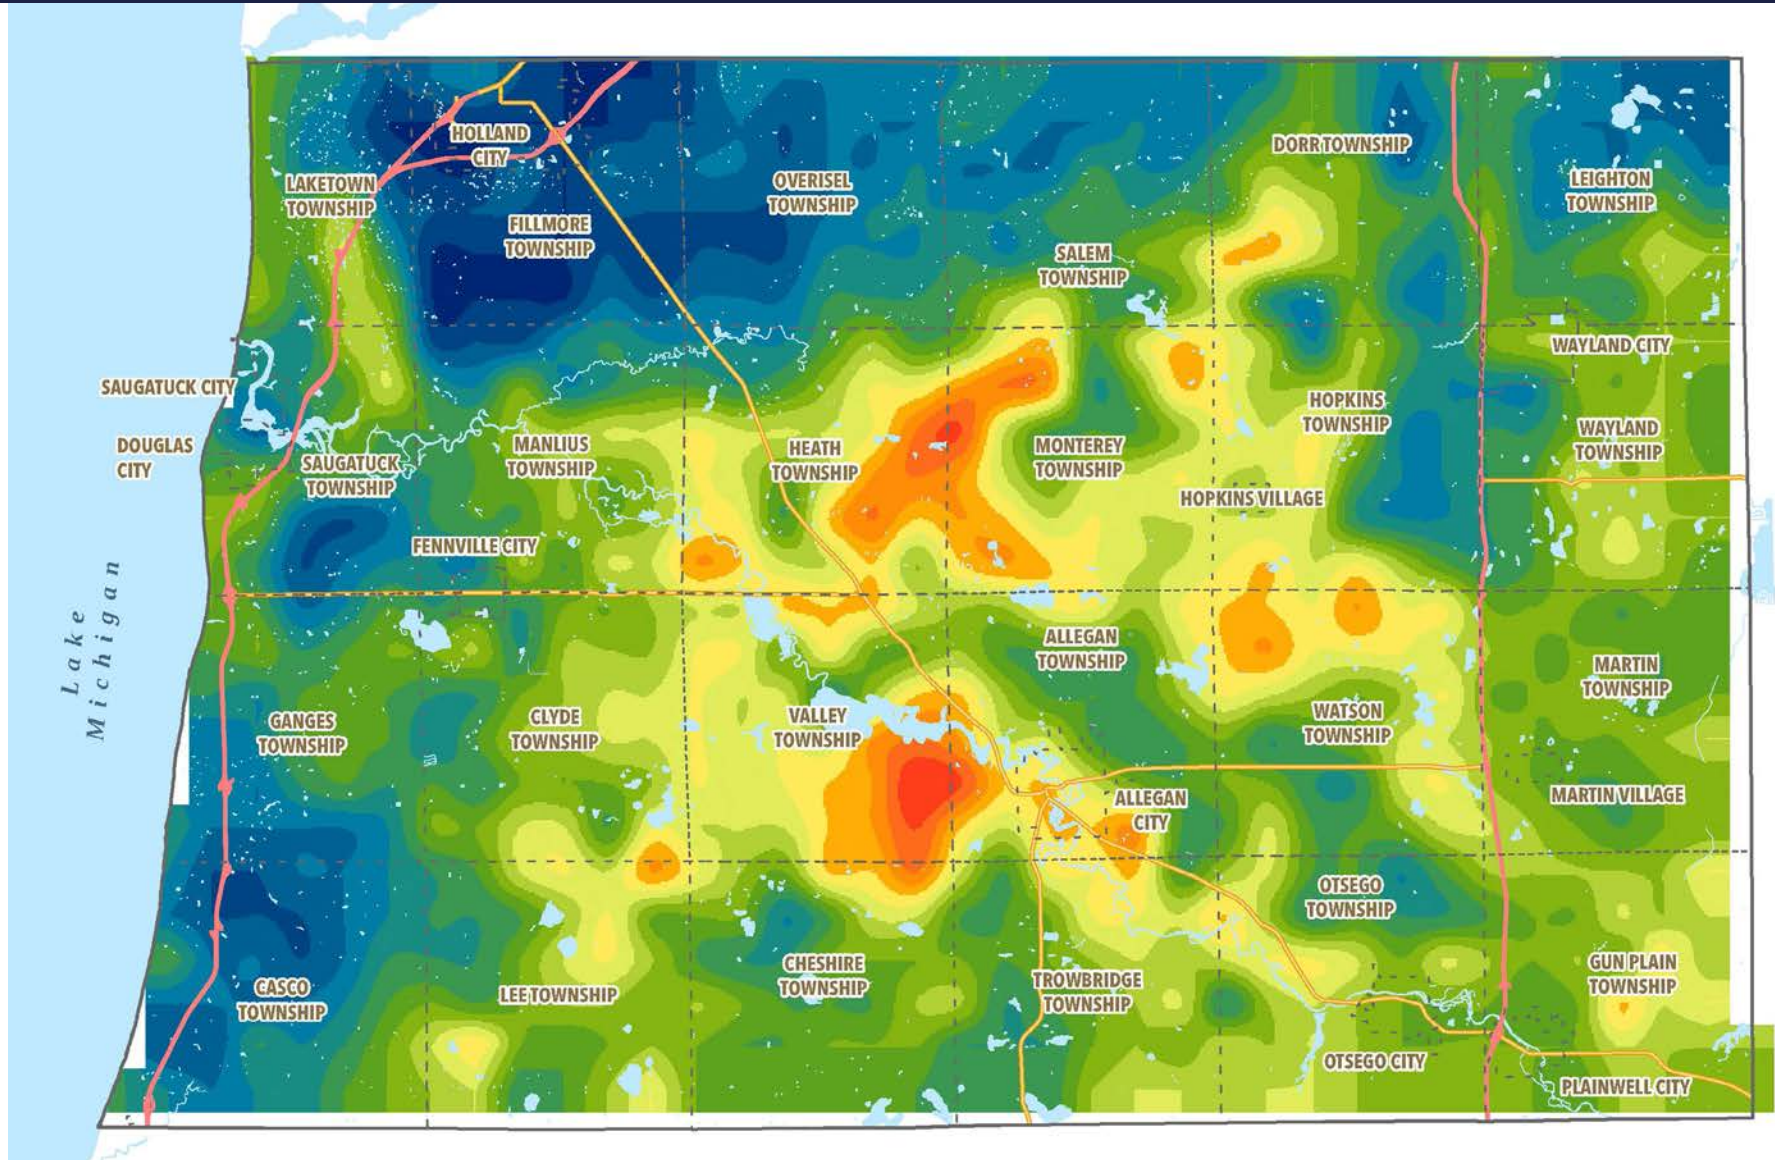 HOLLAND
CITY
DORR TOWNSHIP
LAKETOWN
TOWNSHIP
OVERISEL
TOWNSHIP
LEIGHTON
TOWNSHIP
FILLMORE
TOWNSHIP
SALEM
TOWNSHIP
WAYLAND CITY
SAUGATUCK CITY
HOPKINS
TOWNSHIP
DOUGLAS
CITY
SAUGATUCK
TOWNSHIP
MANLIUS
TOWNSHIP
HEATH
TOWNSHIP
MONTEREY
TOWNSHIP
WAYLAND
TOWNSHIP
HOPKINS VILLAGE
FENNVILLE CITY
Lake
Michigan
ALLEGAN
TOWNSHIP
MARTIN
TOWNSHIP
GANGES
TOWNSHIP
CLYDE
TOWNSHIP
VALLEY
TOWNSHIP
WATSON
TOWNSHIP
ALLEGAN
CITY
MARTIN VILLAGE
OTSEGO
TOWNSHIP
CASCO
TOWNSHIP
LEE TOWNSHIP
CHESHIRE
TOWNSHIP
TROWBRIDGE
TOWNSHIP
GUN PLAIN
TOWNSHIP
OTSEGO CITY
PLAINWELL CITY